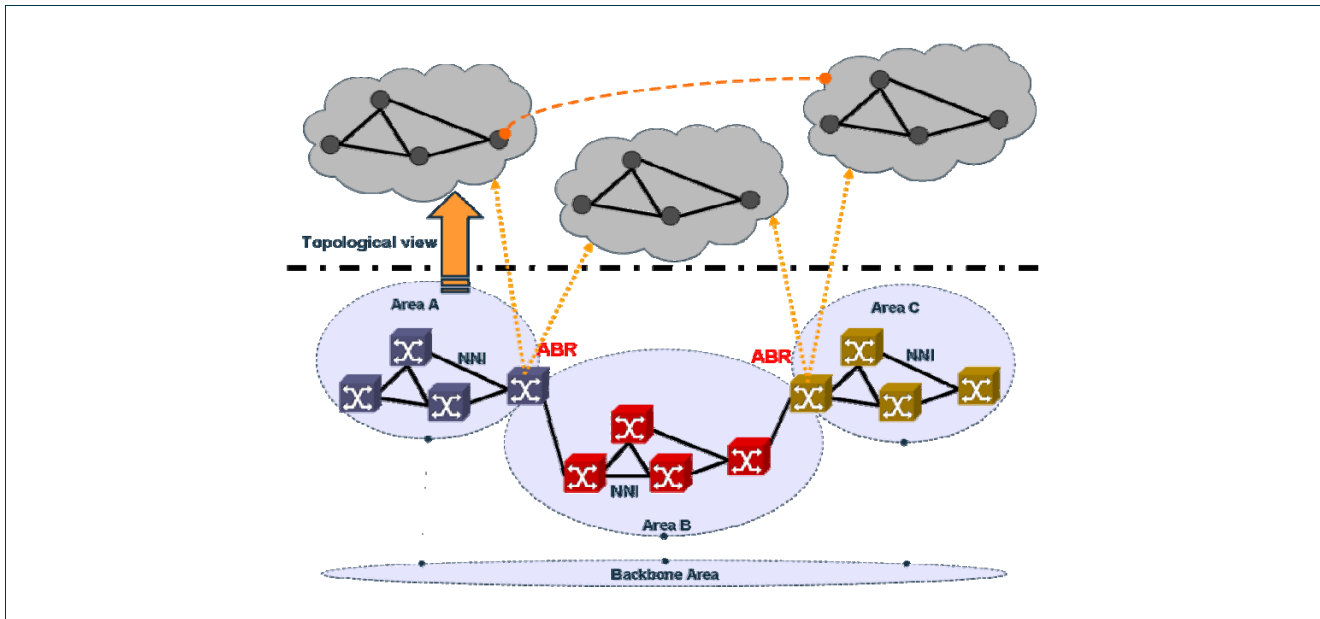 Topological view
Area A
Area C
NNI
ABR
ABR
NNI
NNI
Area B
Backbone Area